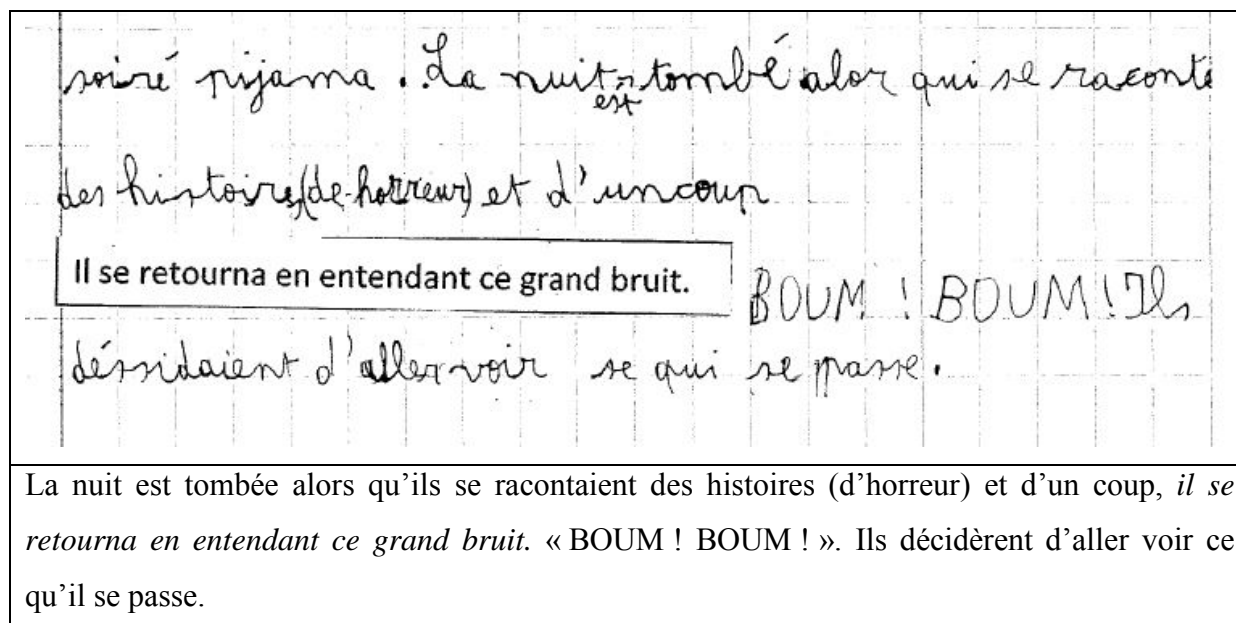 soiré pijama. La nuit est tombé alor qui se raconte
des histoires (de horreur) et d'un coup
Il se retourna en entendant ce grand bruit. BOUM ! BOUM ! Ils
déssidaient d'aller voir se qui se passe.
La nuit est tombée alors qu'ils se racontaient des histoires (d'horreur) et d'un coup, il se
retourna en entendant ce grand bruit. « BOUM ! BOUM ! ». Ils décidèrent d'aller voir ce
qu'il se passe.